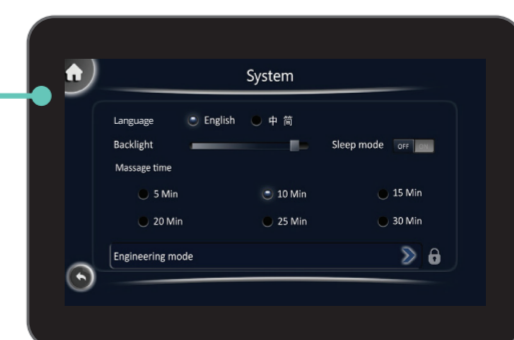 System
Language English 中 简
Backlight Sleep mode OFF
Massage time
5 Min 10 Min 15 Min
20 Min 25 Min 30 Min
Engineering mode